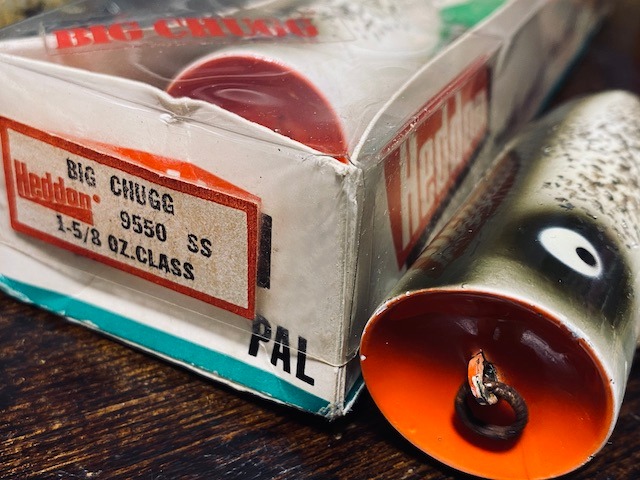 BIG CHUGG
BIG CHUGG
Heddon
9550 SS
1-5/8 OZ.CLASS
PAL
Heddon